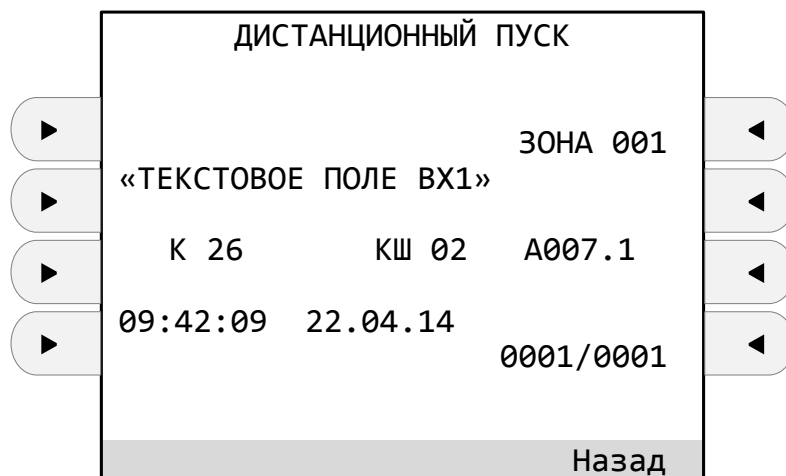 ДИСТАНЦИОННЫЙ ПУСК
ЗОНА 001
«ТЕКСТОВОЕ ПОЛЕ ВХ1»
К 26 КШ 02 А007.1
09:42:09 22.04.14
0001/0001
Назад